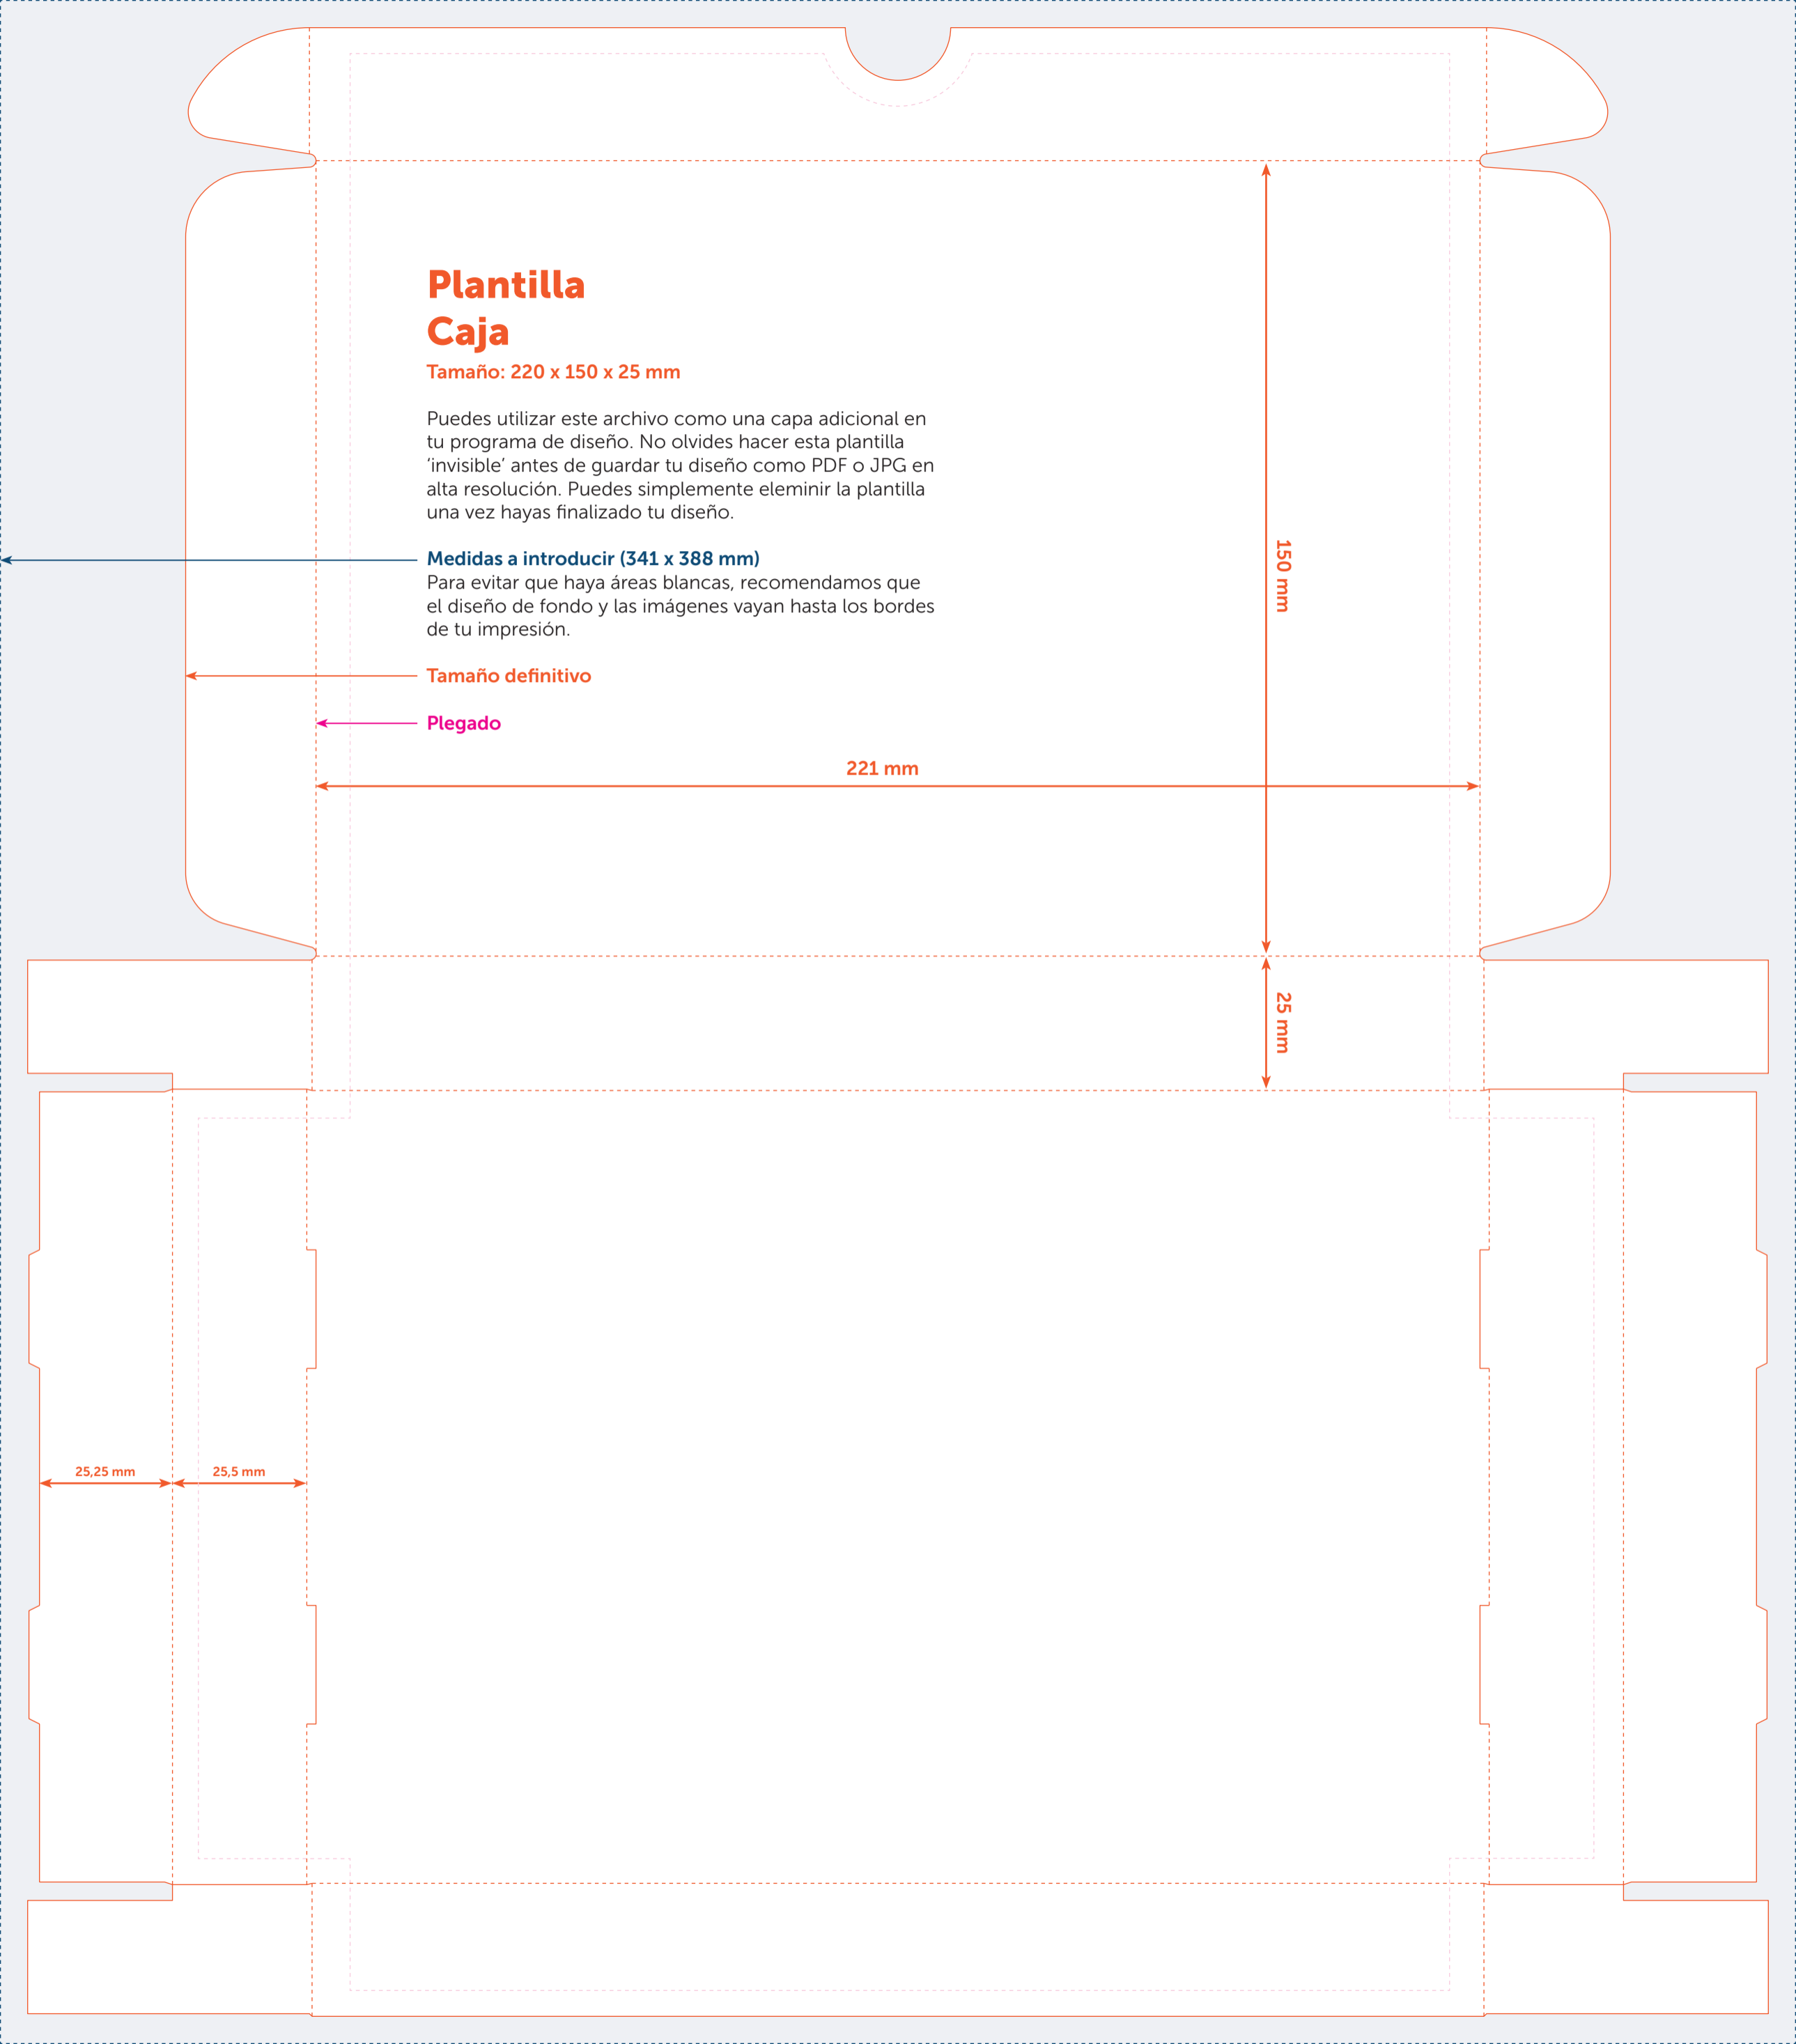 Plantilla
Caja
Tamaño: 220 x 150 x 25 mm
Puedes utilizar este archivo como una capa adicional en
tu programa de diseño. No olvides hacer esta plantilla
‘invisible’ antes de guardar tu diseño como PDF o JPG en
alta resolución. Puedes simplemente eleminir la plantilla
una vez hayas finalizado tu diseño.
Medidas a introducir (341 x 388 mm)
Para evitar que haya áreas blancas, recomendamos que
el diseño de fondo y las imágenes vayan hasta los bordes
de tu impresión.
Tamaño definitivo
Plegado
150 mm
221 mm
25 mm
25,25 mm
25,5 mm